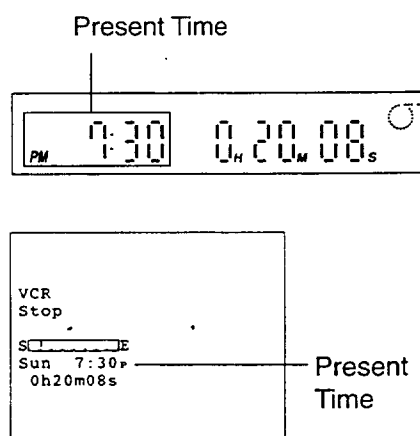 Present Time
PM 7:30 0H 20M 08S
VCR
Stop
S E
Sun 7:30P
0h20m08s
Present
Time